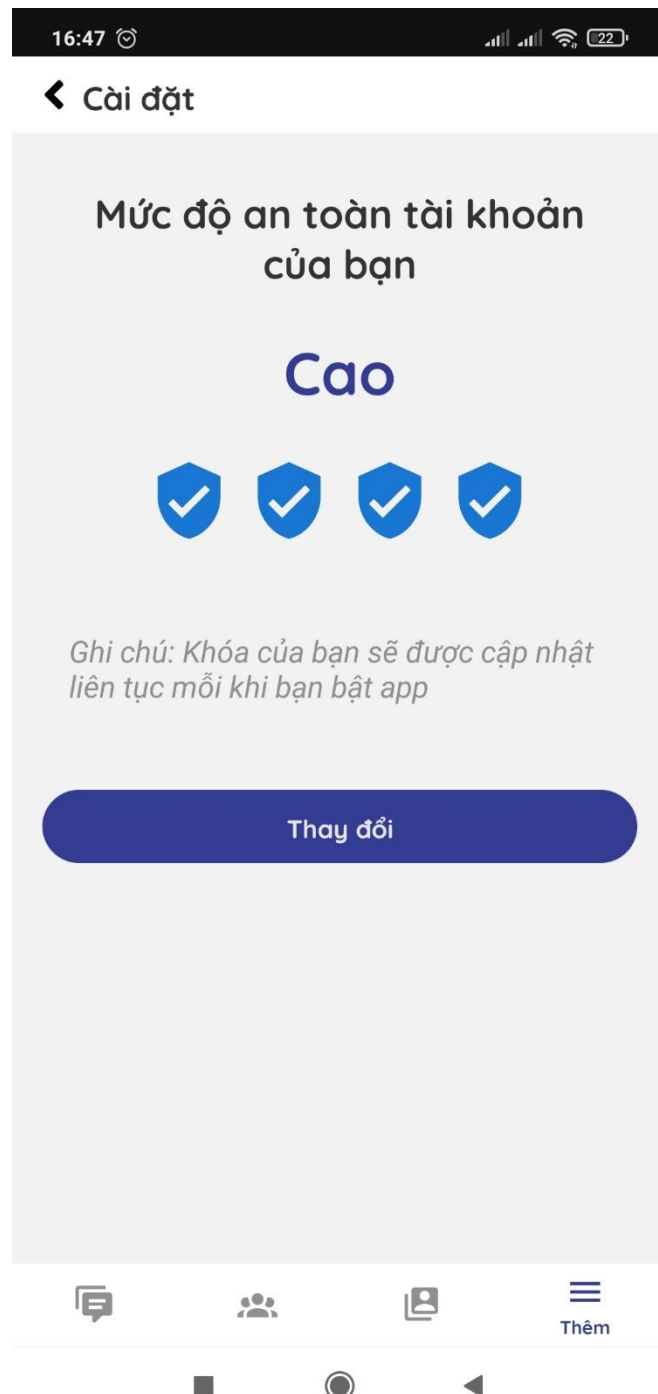 16:47
22
Cài đặt
Mức độ an toàn tài khoản
của bạn
Cao
Ghi chú: Khóa của bạn sẽ được cập nhật
liên tục mỗi khi bạn bật app
Thay đổi
Thêm